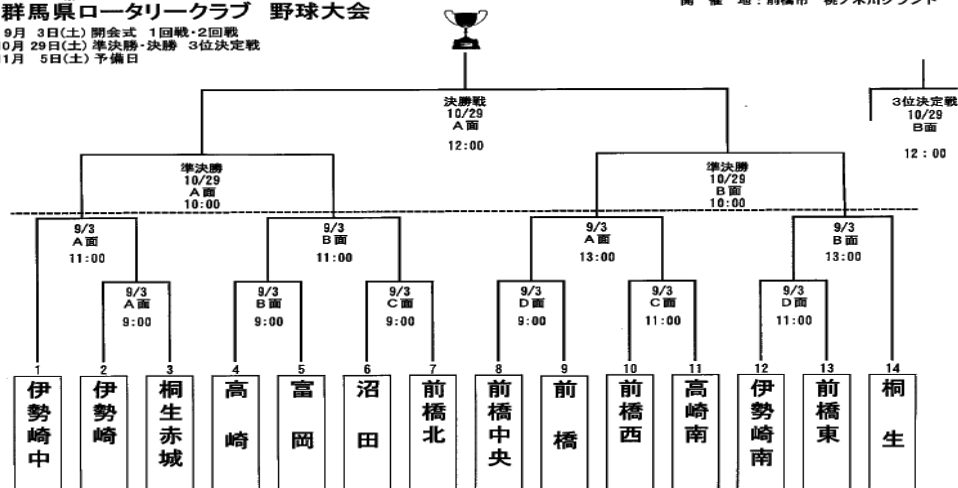 群馬県ロータリークラブ 野球大会
9月 3日(土) 開会式 1回戦・2回戦
10月 29日(土) 準決勝・決勝 3位決定戦
11月 5日(土) 予備日
決勝戦
10/29
A面
12:00
3位決定戦
10/29
B面
12:00
準決勝
10/29
A面
10:00
準決勝
10/29
B面
10:00
9/3
A面
11:00
9/3
B面
11:00
9/3
A面
13:00
9/3
B面
13:00
9/3
A面
9:00
9/3
B面
9:00
9/3
C面
9:00
9/3
D面
9:00
9/3
C面
11:00
9/3
D面
11:00
1
伊勢崎中
2
伊勢崎
3
桐生赤城
4
高崎
5
富岡
6
沼田
7
前橋北
8
前橋中央
9
前橋
10
前橋西
11
高崎南
12
伊勢崎南
13
前橋東
14
桐生